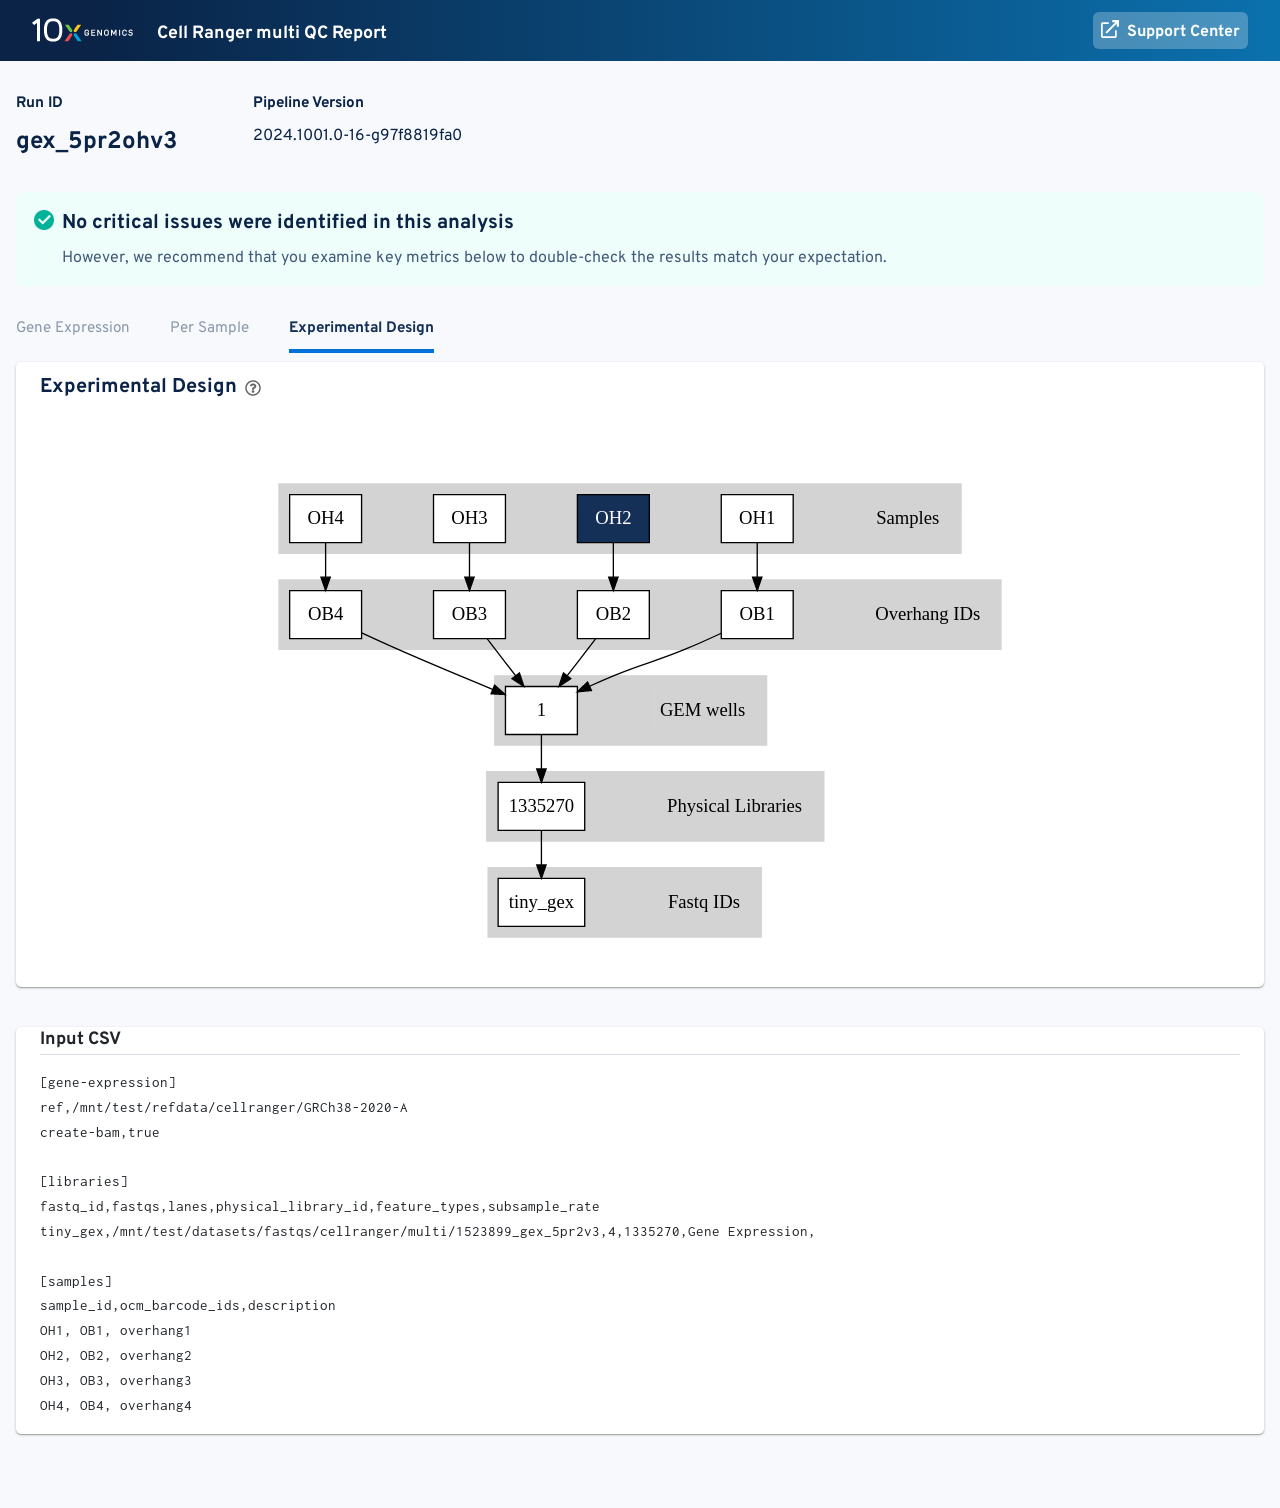 10x GENOMICS Cell Ranger multi QC Report Support Center
Run ID Pipeline Version
gex_5pr2ohv3 2024.1001.0-16-g97f8819fa0
No critical issues were identified in this analysis
However, we recommend that you examine key metrics below to double-check the results match your expectation.
Gene Expression Per Sample Experimental Design
Experimental Design ?
OH4 OH3 OH2 OH1 Samples
OB4 OB3 OB2 OB1 Overhang IDs
1 GEM wells
1335270 Physical Libraries
tiny_gex Fastq IDs
Input CSV
[gene-expression]
ref,/mnt/test/refdata/cellranger/GRCh38-2020-A
create-bam,true
[libraries]
fastq_id,fastqs,lanes,physical_library_id,feature_types,subsample_rate
tiny_gex,/mnt/test/datasets/fastqs/cellranger/multi/1523899_gex_5pr2v3,4,1335270,Gene Expression,
[samples]
sample_id,ocm_barcode_ids,description
OH1, OB1, overhang1
OH2, OB2, overhang2
OH3, OB3, overhang3
OH4, OB4, overhang4